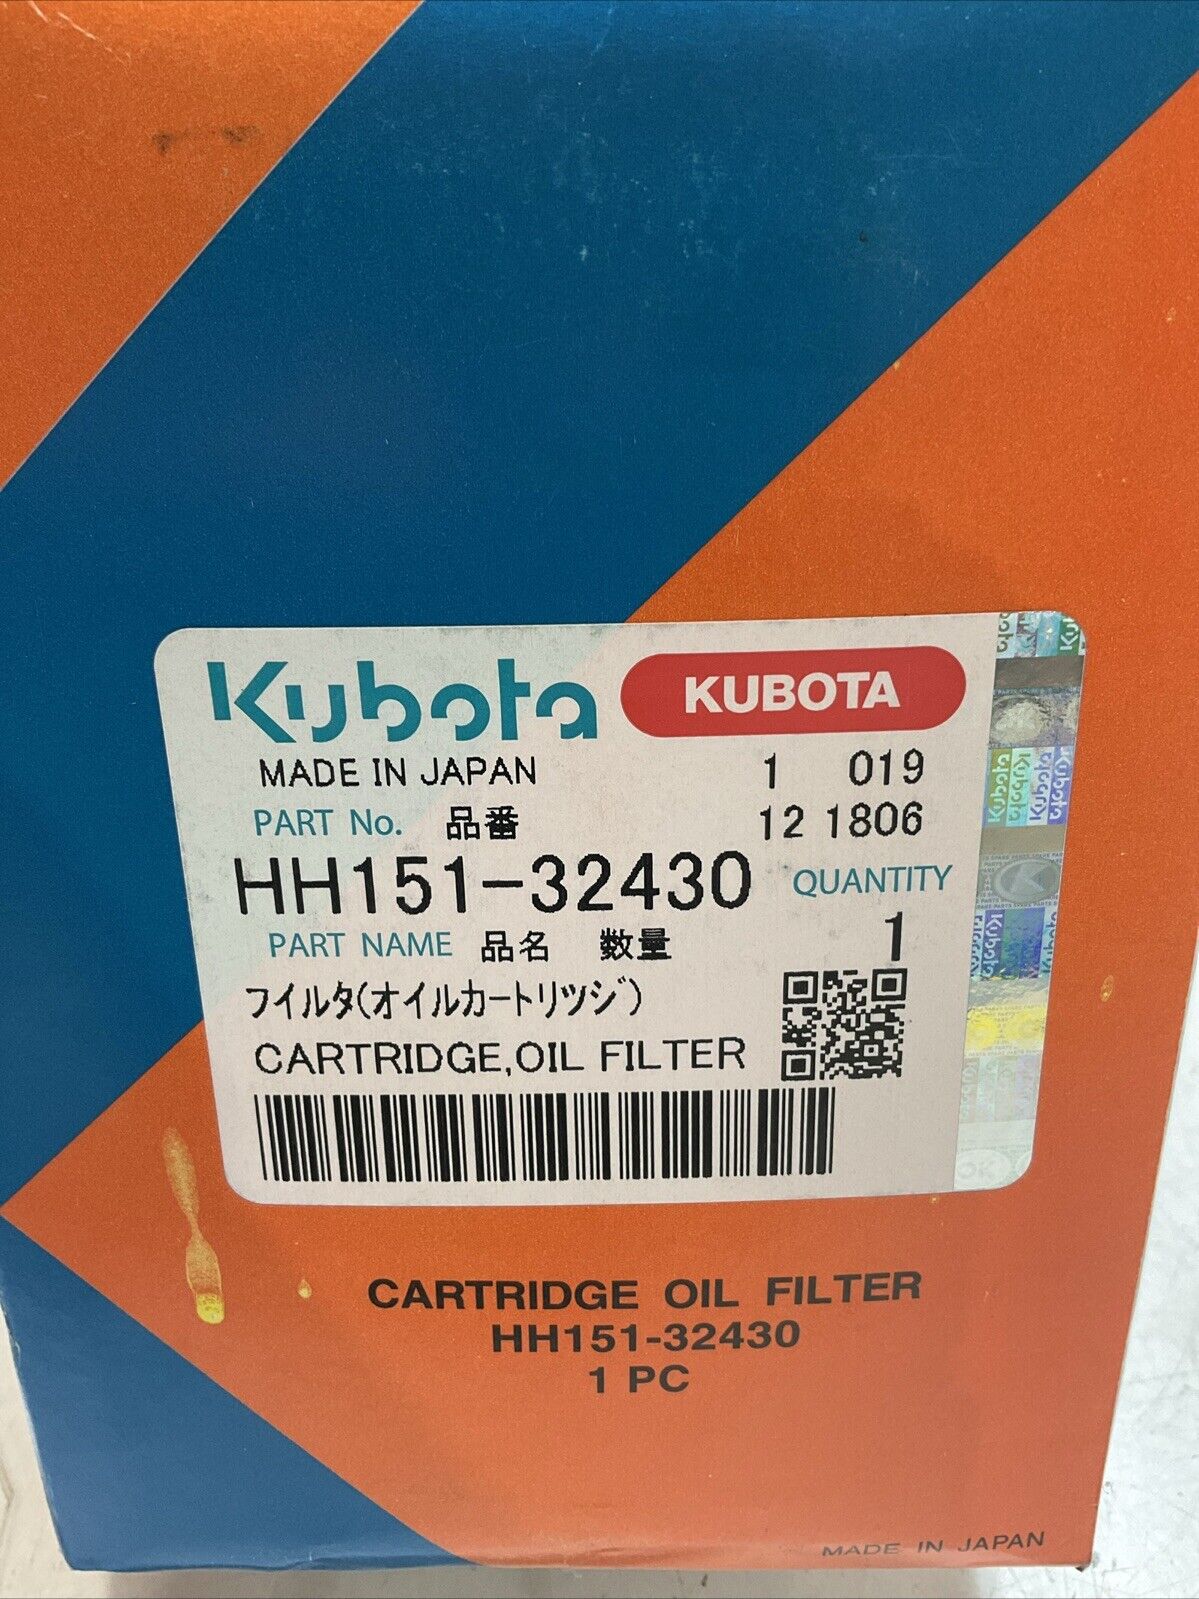 Kubota KUBOTA
MADE IN JAPAN 1 019
PART No. 品番 12 1806
HH151-32430 QUANTITY
PART NAME 品名 数量 1
フイルタ(オイルカートリツジ)
CARTRIDGE,OIL FILTER
CARTRIDGE OIL FILTER
HH151-32430
1 PC
MADE IN JAPAN